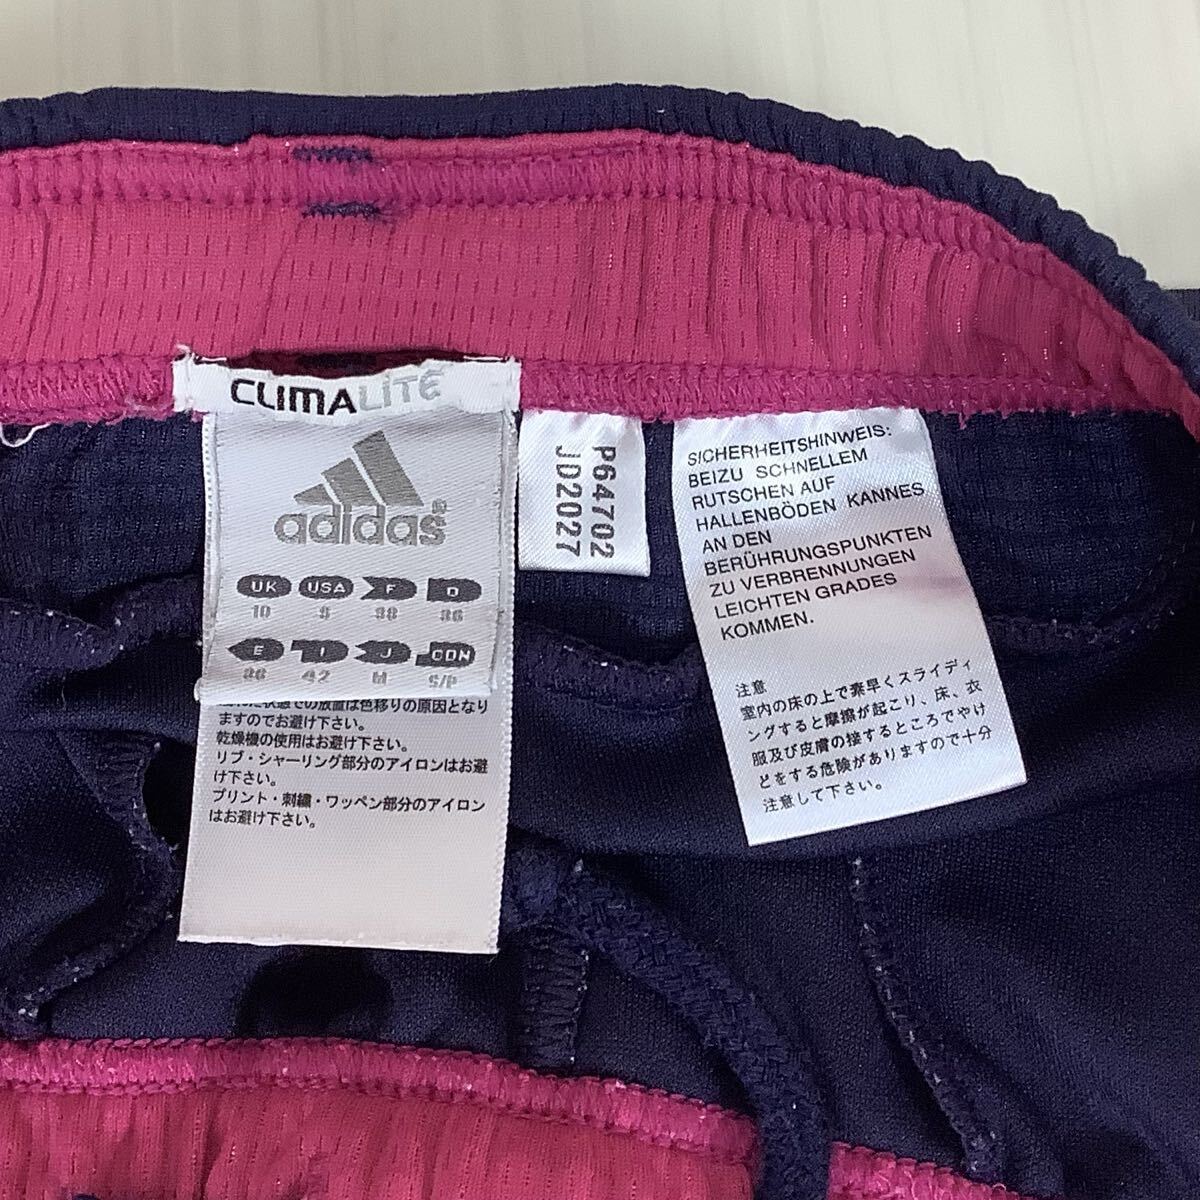 CLIMALITE
adidas
UK USA F D
10 S 38 36
E I J CDN
36 42 M S/P
ますのでお避け下さい。
乾燥機の使用はお避け下さい。
リブ・シャーリング部分のアイロンはお避
け下さい。
プリント・刺繍・ワッペン部分のアイロン
はお避け下さい。
P64702
JD2027
SICHERHEITSHINWEIS:
BEIZU SCHNELLEM
RUTSCHEN AUF
HALLENBÖDEN KANNES
AN DEN
BERÜHRUNGSPUNKTEN
ZU VERBRENNUNGEN
LEICHTEN GRADES
KOMMEN.
注意
室内の床の上で素早くスライディ
ングすると摩擦が起こり、床、衣
服及び皮膚の接するところでやけ
どをする危険がありますので十分
注意して下さい。